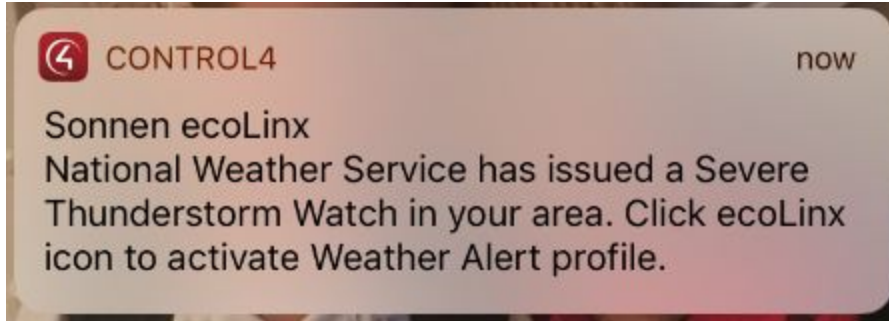 CONTROL4
now
Sonnen ecoLinx
National Weather Service has issued a Severe
Thunderstorm Watch in your area. Click ecoLinx
icon to activate Weather Alert profile.